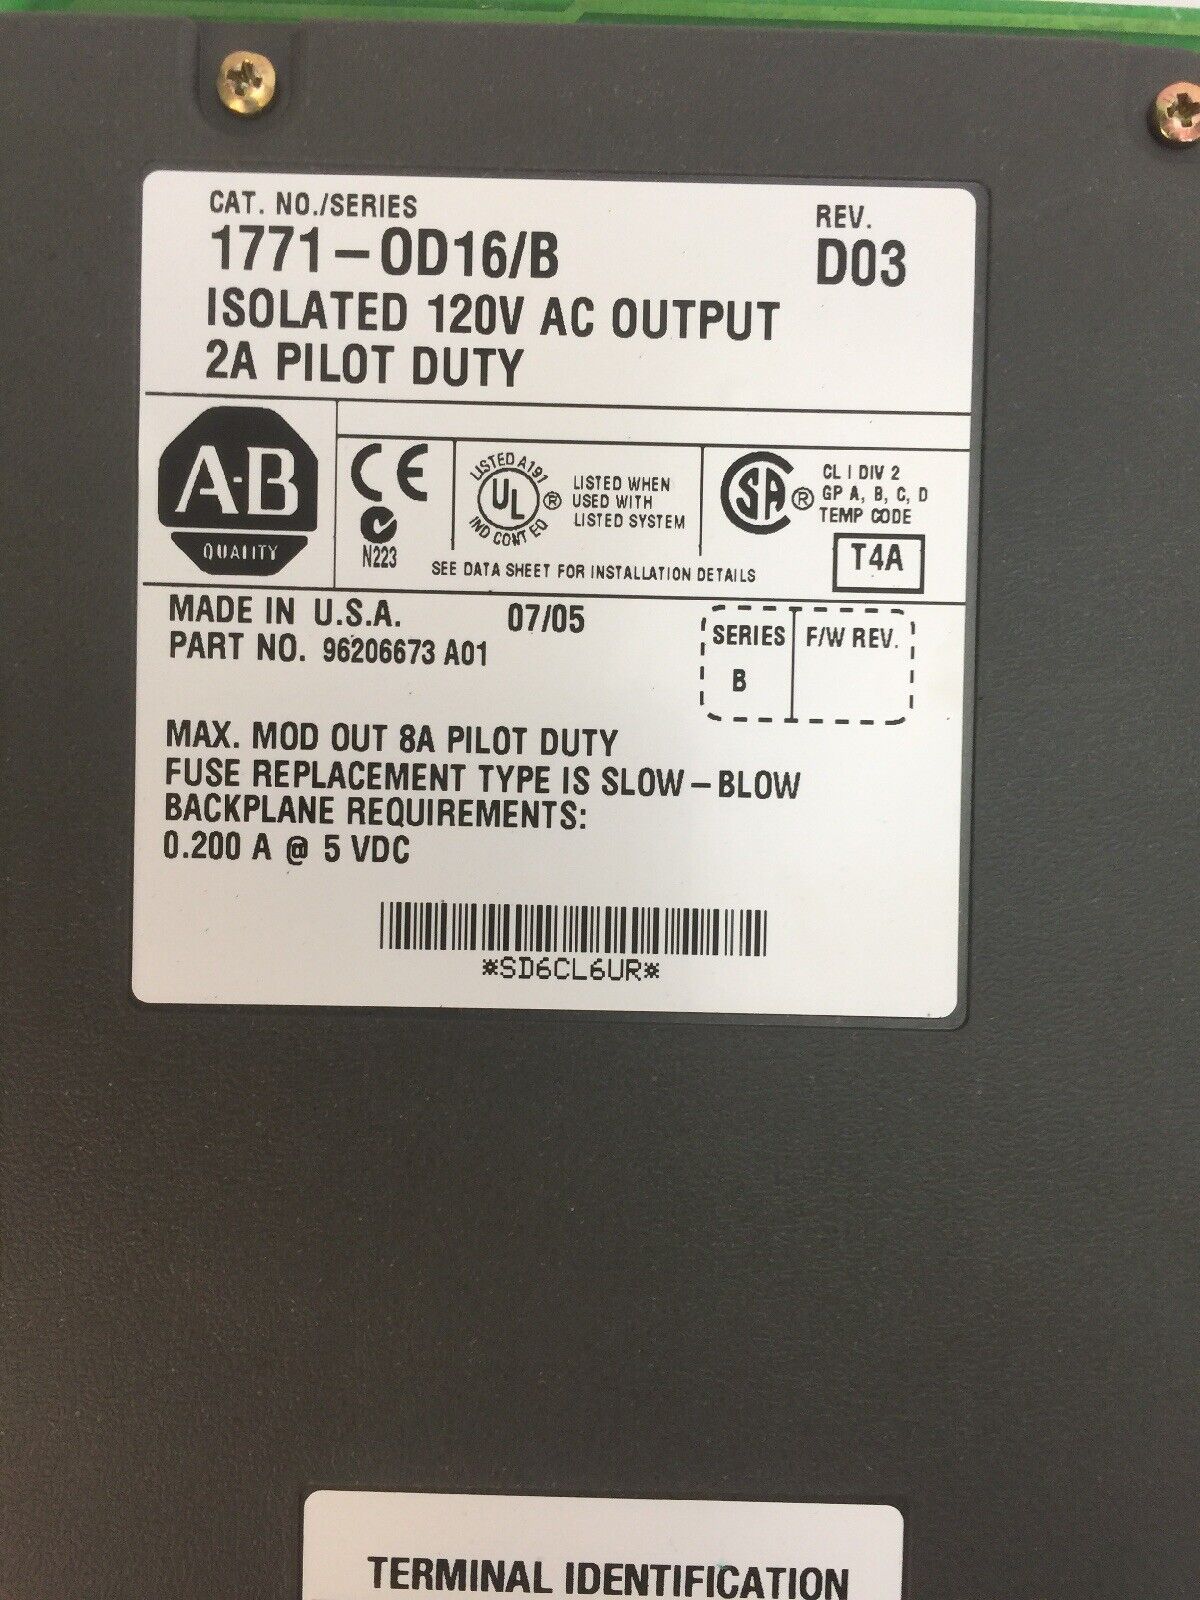 CAT. NO./SERIES
1771-OD16/B
REV.
D03
ISOLATED 120V AC OUTPUT
2A PILOT DUTY
A-B
QUALITY
CE
N223
LISTED A191
UL
IND CONT EQ
®
LISTED WHEN
USED WITH
LISTED SYSTEM
SA
®
CL I DIV 2
GP A, B, C, D
TEMP CODE
T4A
SEE DATA SHEET FOR INSTALLATION DETAILS
MADE IN U.S.A. 07/05
PART NO. 96206673 A01
SERIES
B
F/W REV.
MAX. MOD OUT 8A PILOT DUTY
FUSE REPLACEMENT TYPE IS SLOW-BLOW
BACKPLANE REQUIREMENTS:
0.200 A @ 5 VDC
*SD6CL6UR*
TERMINAL IDENTIFICATION